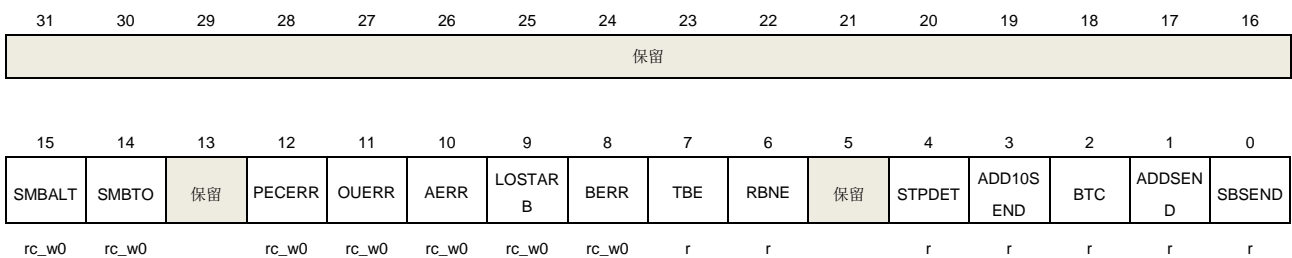 31 30 29 28 27 26 25 24 23 22 21 20 19 18 17 16
保留
15 14 13 12 11 10 9 8 7 6 5 4 3 2 1 0
SMBALT SMBTO 保留 PECERR OUERR AERR LOSTAR B BERR TBE RBNE 保留 STPDET ADD10S END BTC ADDSEN D SBSEND
rc_w0 rc_w0 rc_w0 rc_w0 rc_w0 rc_w0 rc_w0 r r r r r r r